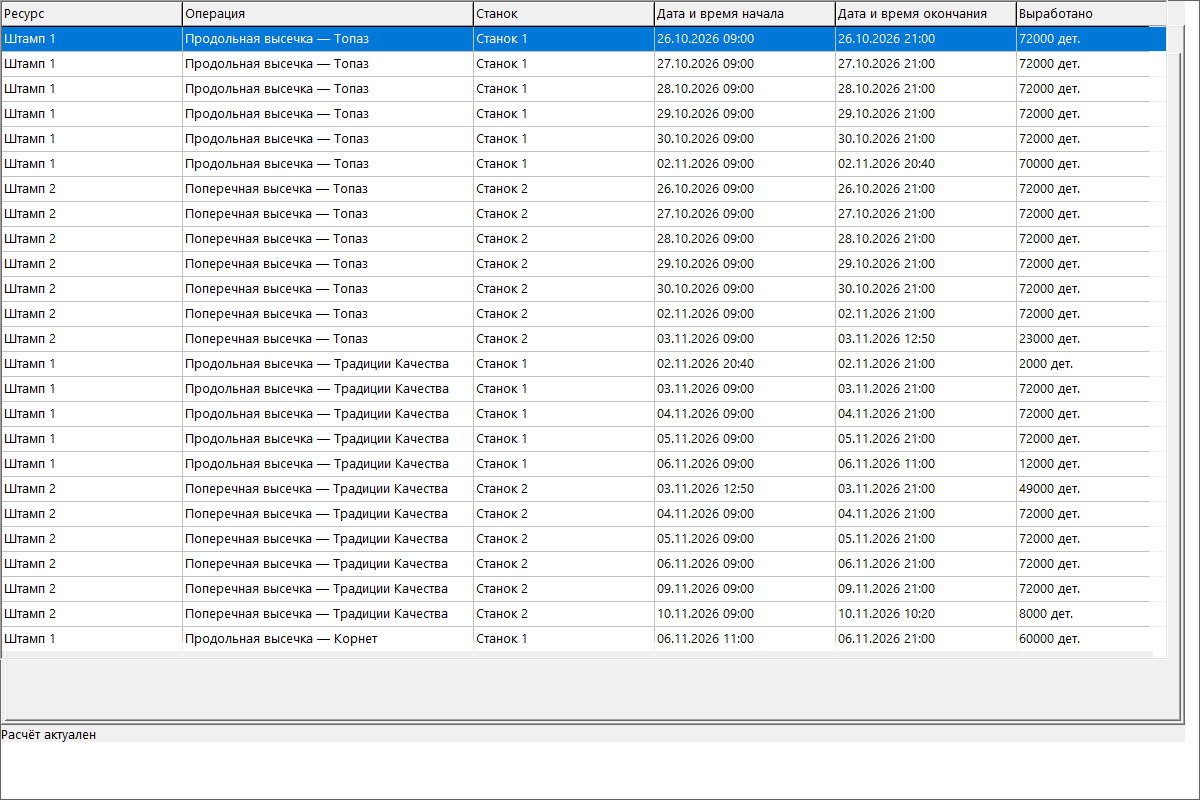 Ресурс Операция Станок Дата и время начала Дата и время окончания Выработано
Штамп 1 Продольная высечка — Топаз Станок 1 26.10.2026 09:00 26.10.2026 21:00 72000 дет.
Штамп 1 Продольная высечка — Топаз Станок 1 27.10.2026 09:00 27.10.2026 21:00 72000 дет.
Штамп 1 Продольная высечка — Топаз Станок 1 28.10.2026 09:00 28.10.2026 21:00 72000 дет.
Штамп 1 Продольная высечка — Топаз Станок 1 29.10.2026 09:00 29.10.2026 21:00 72000 дет.
Штамп 1 Продольная высечка — Топаз Станок 1 30.10.2026 09:00 30.10.2026 21:00 72000 дет.
Штамп 1 Продольная высечка — Топаз Станок 1 02.11.2026 09:00 02.11.2026 20:40 70000 дет.
Штамп 2 Поперечная высечка — Топаз Станок 2 26.10.2026 09:00 26.10.2026 21:00 72000 дет.
Штамп 2 Поперечная высечка — Топаз Станок 2 27.10.2026 09:00 27.10.2026 21:00 72000 дет.
Штамп 2 Поперечная высечка — Топаз Станок 2 28.10.2026 09:00 28.10.2026 21:00 72000 дет.
Штамп 2 Поперечная высечка — Топаз Станок 2 29.10.2026 09:00 29.10.2026 21:00 72000 дет.
Штамп 2 Поперечная высечка — Топаз Станок 2 30.10.2026 09:00 30.10.2026 21:00 72000 дет.
Штамп 2 Поперечная высечка — Топаз Станок 2 02.11.2026 09:00 02.11.2026 21:00 72000 дет.
Штамп 2 Поперечная высечка — Топаз Станок 2 03.11.2026 09:00 03.11.2026 12:50 23000 дет.
Штамп 1 Продольная высечка — Традиции Качества Станок 1 02.11.2026 20:40 02.11.2026 21:00 2000 дет.
Штамп 1 Продольная высечка — Традиции Качества Станок 1 03.11.2026 09:00 03.11.2026 21:00 72000 дет.
Штамп 1 Продольная высечка — Традиции Качества Станок 1 04.11.2026 09:00 04.11.2026 21:00 72000 дет.
Штамп 1 Продольная высечка — Традиции Качества Станок 1 05.11.2026 09:00 05.11.2026 21:00 72000 дет.
Штамп 1 Продольная высечка — Традиции Качества Станок 1 06.11.2026 09:00 06.11.2026 11:00 12000 дет.
Штамп 2 Поперечная высечка — Традиции Качества Станок 2 03.11.2026 12:50 03.11.2026 21:00 49000 дет.
Штамп 2 Поперечная высечка — Традиции Качества Станок 2 04.11.2026 09:00 04.11.2026 21:00 72000 дет.
Штамп 2 Поперечная высечка — Традиции Качества Станок 2 05.11.2026 09:00 05.11.2026 21:00 72000 дет.
Штамп 2 Поперечная высечка — Традиции Качества Станок 2 06.11.2026 09:00 06.11.2026 21:00 72000 дет.
Штамп 2 Поперечная высечка — Традиции Качества Станок 2 09.11.2026 09:00 09.11.2026 21:00 72000 дет.
Штамп 2 Поперечная высечка — Традиции Качества Станок 2 10.11.2026 09:00 10.11.2026 10:20 8000 дет.
Штамп 1 Продольная высечка — Корнет Станок 1 06.11.2026 11:00 06.11.2026 21:00 60000 дет.
Расчёт актуален